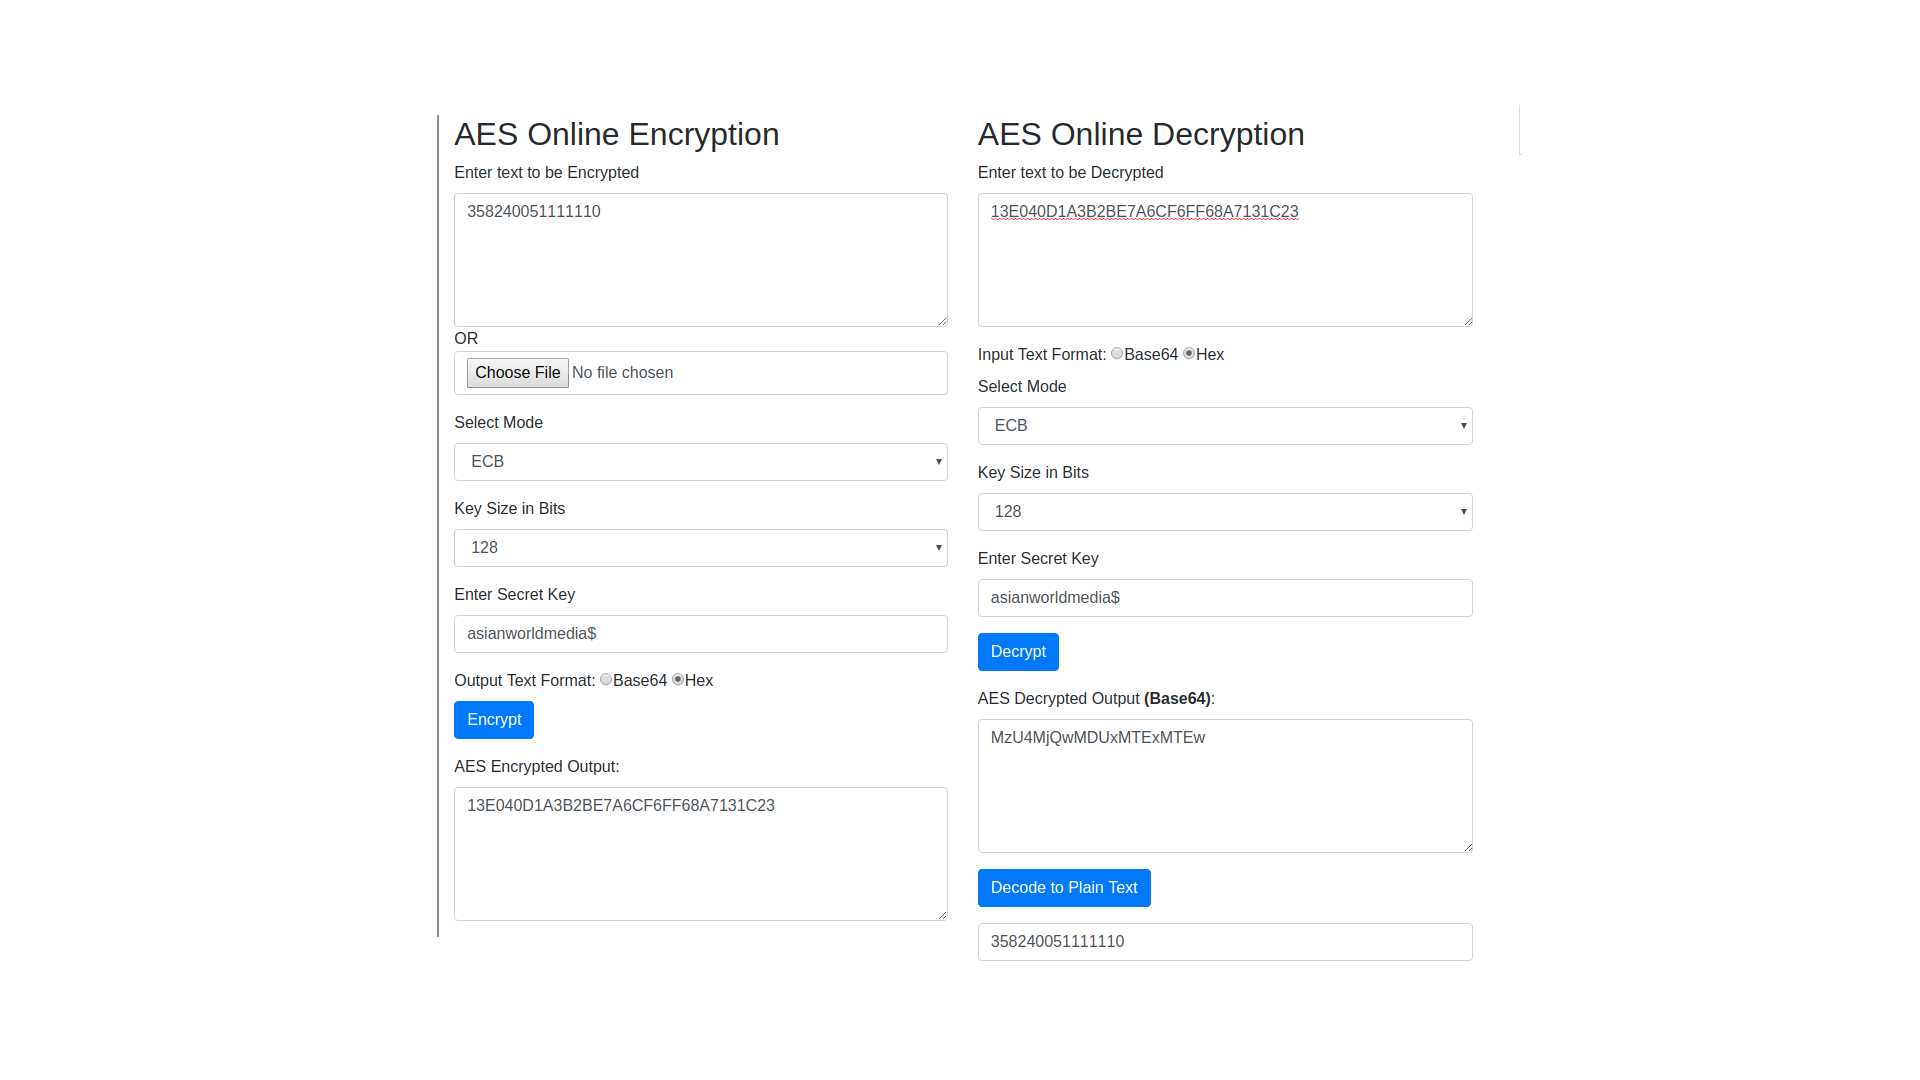 AES Online Encryption
Enter text to be Encrypted
358240051111110
OR
Choose File No file chosen
Select Mode
ECB
Key Size in Bits
128
Enter Secret Key
asianworldmedia$
Output Text Format: Base64 Hex
Encrypt
AES Encrypted Output:
13E040D1A3B2BE7A6CF6FF68A7131C23
AES Online Decryption
Enter text to be Decrypted
13E040D1A3B2BE7A6CF6FF68A7131C23
Input Text Format: Base64 Hex
Select Mode
ECB
Key Size in Bits
128
Enter Secret Key
asianworldmedia$
Decrypt
AES Decrypted Output (Base64):
MzU4MjQwMDUxMTExMTEw
Decode to Plain Text
358240051111110